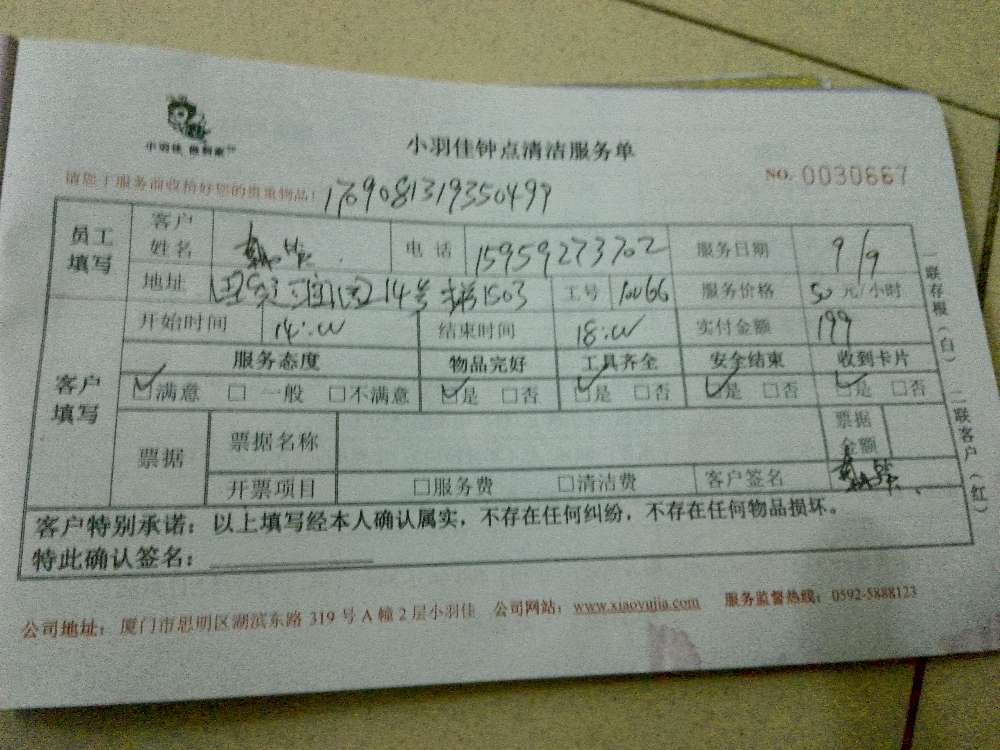 小羽佳
小羽佳钟点清洁服务单
NO. 0030667
请您于服务前收拾好您的贵重物品!
1709081319350499
员工填写 客户姓名 电话 15959273702 服务日期 9/9
地址 14号 1503 工号 10066 服务价格 50 元/小时
客户填写 开始时间 14:00 结束时间 18:00 实付金额 199
服务态度 物品完好 工具齐全 安全结束 收到卡片
☑满意 □一般 □不满意 ☑是 □否 ☑是 □否 ☑是 □否 ☑是 □否
票据 票据名称 票据金额
开票项目 □服务费 □清洁费 客户签名
客户特别承诺:以上填写经本人确认属实,不存在任何纠纷,不存在任何物品损坏。
特此确认签名:
一联存根(白) 二联客户(红)
公司地址:厦门市思明区湖滨东路 319 号 A 幢 2 层小羽佳 公司网站:www.xiaoyujia.com 服务监督热线:0592-5888123